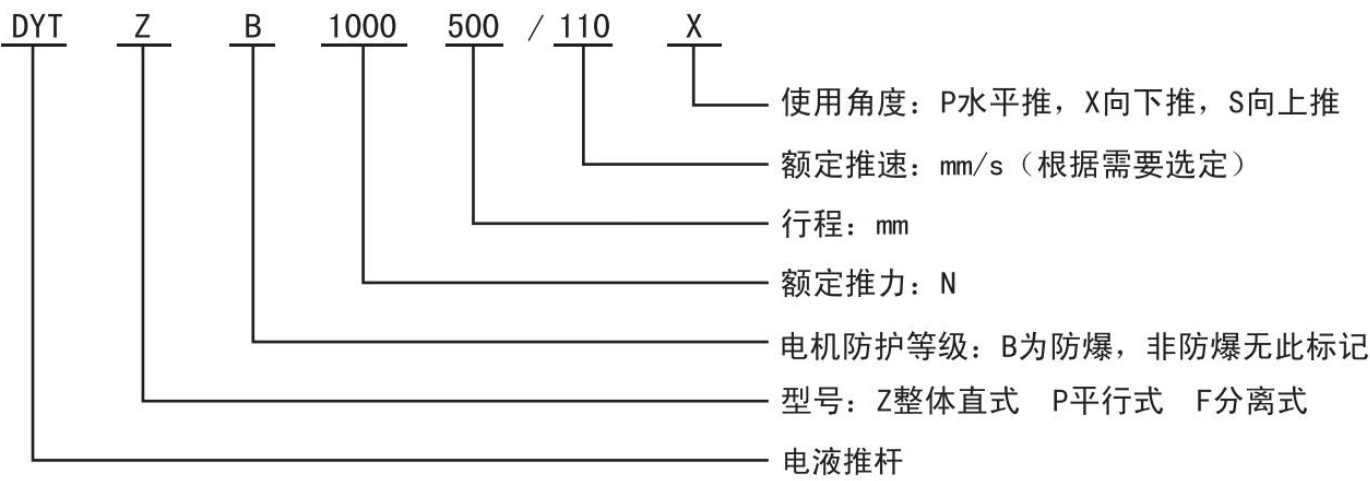 DYT Z B 1000 500 / 110 X
使用角度：P水平推，X向下推，S向上推
额定推速：mm/s（根据需要选定）
行程：mm
额定推力：N
电机防护等级：B为防爆，非防爆无此标记
型号：Z整体直式 P平行式 F分离式
电液推杆